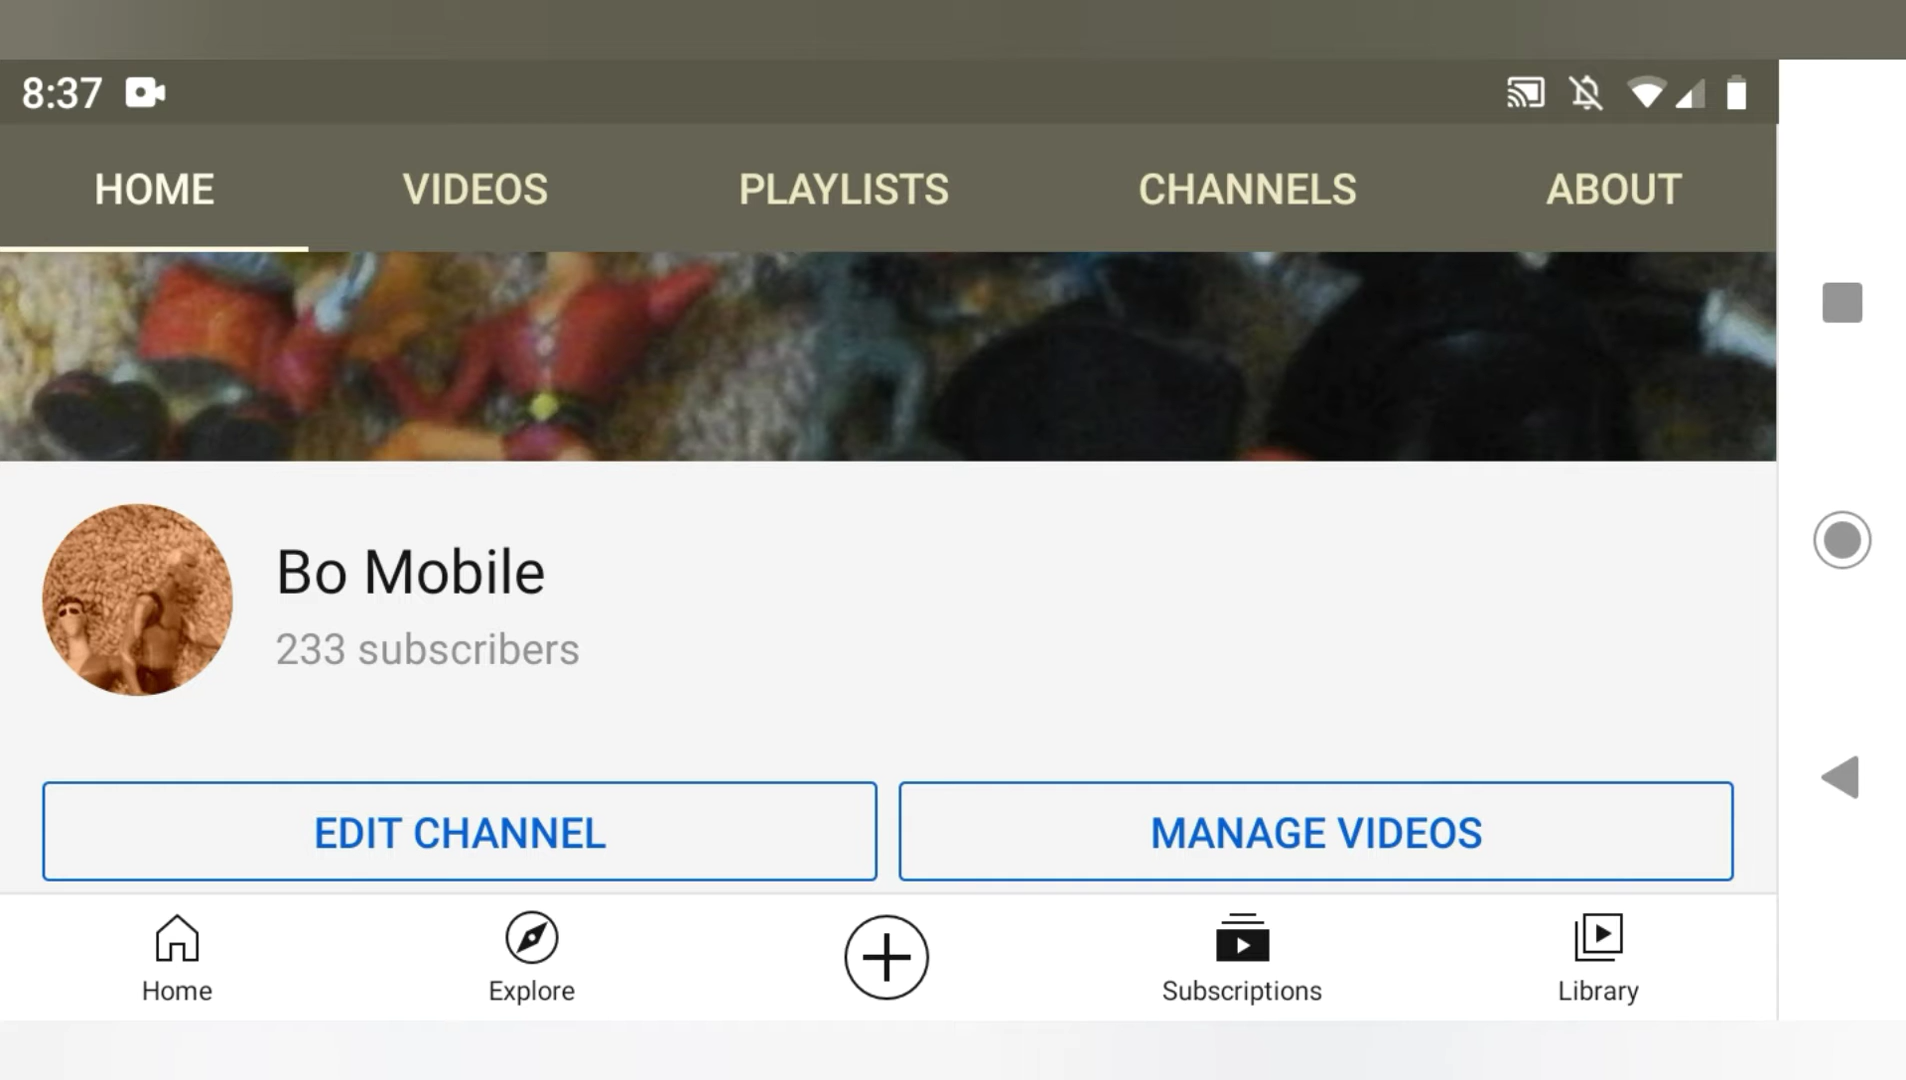 8:37
HOME VIDEOS PLAYLISTS CHANNELS ABOUT
Bo Mobile
233 subscribers
EDIT CHANNEL MANAGE VIDEOS
Home Explore Subscriptions Library